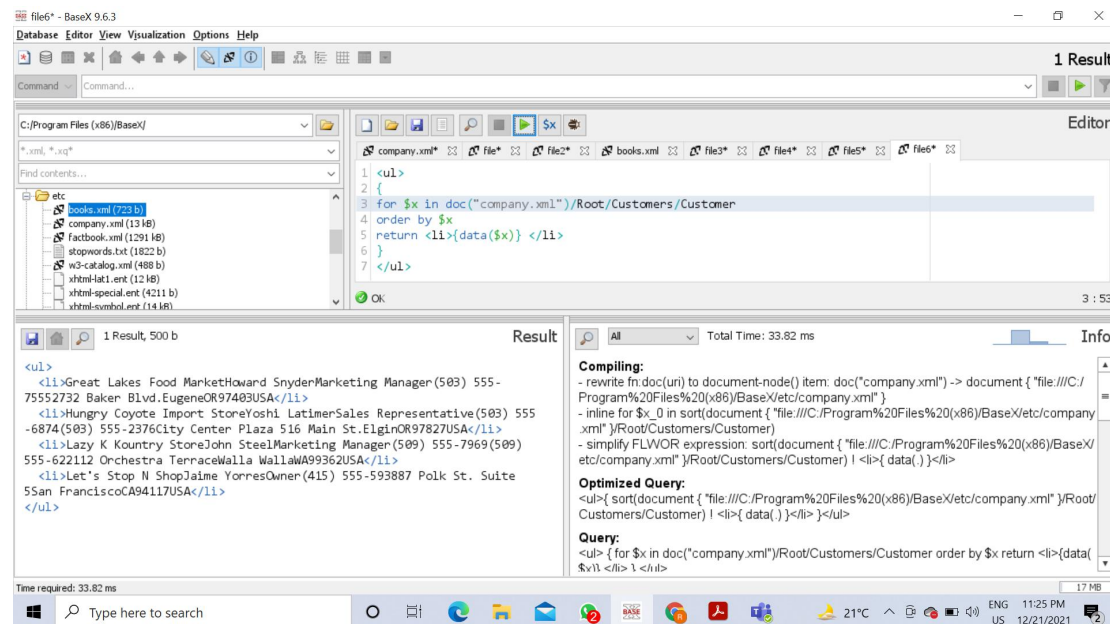 file6* - BaseX 9.6.3
Database Editor View Visualization Options Help
1 Result
Command Command...
C:/Program Files (x86)/BaseX/
*.xml, *.xq*
Find contents...
etc
books.xml (723 b)
company.xml (13 kB)
factbook.xml (1291 kB)
stopwords.txt (1822 b)
w3-catalog.xml (488 b)
xhtml-lat1.ent (12 kB)
xhtml-special.ent (4211 b)
xhtml-symbol.ent (14 kB)
$x Editor
company.xml* file* file2* books.xml file3* file4* file5* file6*
1 <ul>
2 {
3 for $x in doc("company.xml")/Root/Customers/Customer
4 order by $x
5 return <li>{data($x)} </li>
6 }
7 </ul>
OK 3 : 53
1 Result, 500 b Result
<ul>
<li>Great Lakes Food MarketHoward SnyderMarketing Manager(503) 555-
75552732 Baker Blvd.EugeneOR97403USA</li>
<li>Hungry Coyote Import StoreYoshi LatimerSales Representative(503) 555
-6874(503) 555-2376City Center Plaza 516 Main St.ElginOR97827USA</li>
<li>Lazy K Kountry StoreJohn SteelMarketing Manager(509) 555-7969(509)
555-622112 Orchestra TerraceWalla WallaWA99362USA</li>
<li>Let's Stop N ShopJaime YorresOwner(415) 555-593887 Polk St. Suite
5San FranciscoCA94117USA</li>
</ul>
All Total Time: 33.82 ms Info
Compiling:
- rewrite fn:doc(uri) to document-node() item: doc("company.xml") -> document { "file:///C:/
Program%20Files%20(x86)/BaseX/etc/company.xml" }
- inline for $x_0 in sort(document { "file:///C:/Program%20Files%20(x86)/BaseX/etc/company
.xml" }/Root/Customers/Customer)
- simplify FLWOR expression: sort(document { "file:///C:/Program%20Files%20(x86)/BaseX/
etc/company.xml" }/Root/Customers/Customer) ! <li>{ data(.) }</li>
Optimized Query:
<ul>{ sort(document { "file:///C:/Program%20Files%20(x86)/BaseX/etc/company.xml" }/Root/
Customers/Customer) ! <li>{ data(.) }</li> }</ul>
Query:
<ul> { for $x in doc("company.xml")/Root/Customers/Customer order by $x return <li>{data(
$x)} </li> } </ul>
Time required: 33.82 ms 17 MB
Type here to search
2
BASE
R
21°C
ENG
US
11:25 PM
12/21/2021
2